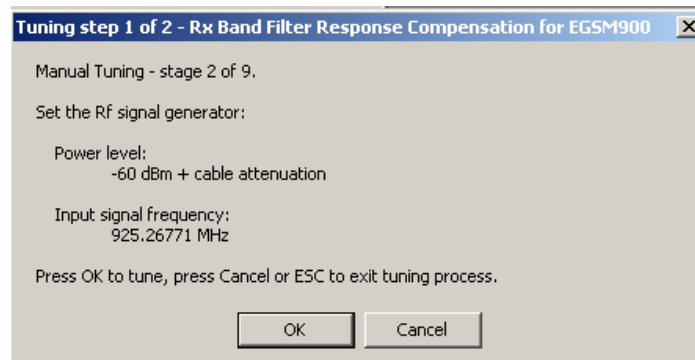 Tuning step 1 of 2 - Rx Band Filter Response Compensation for EGSM900
Manual Tuning - stage 2 of 9.
Set the Rf signal generator:
Power level:
-60 dBm + cable attenuation
Input signal frequency:
925.26771 MHz
Press OK to tune, press Cancel or ESC to exit tuning process.
OK
Cancel